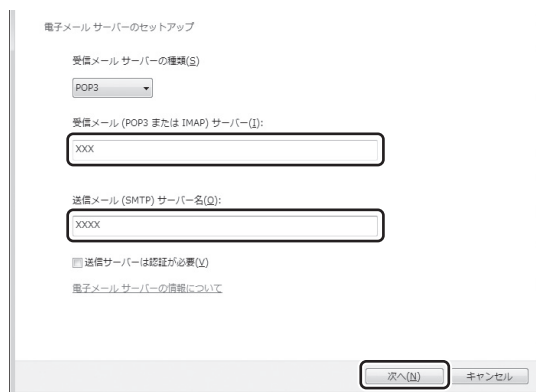 電子メール サーバーのセットアップ
受信メール サーバーの種類(S)
POP3
受信メール (POP3 または IMAP) サーバー(I):
XXX
送信メール (SMTP) サーバー名(O):
XXXX
送信サーバーは認証が必要(V)
電子メール サーバーの情報について
次へ(N) キャンセル